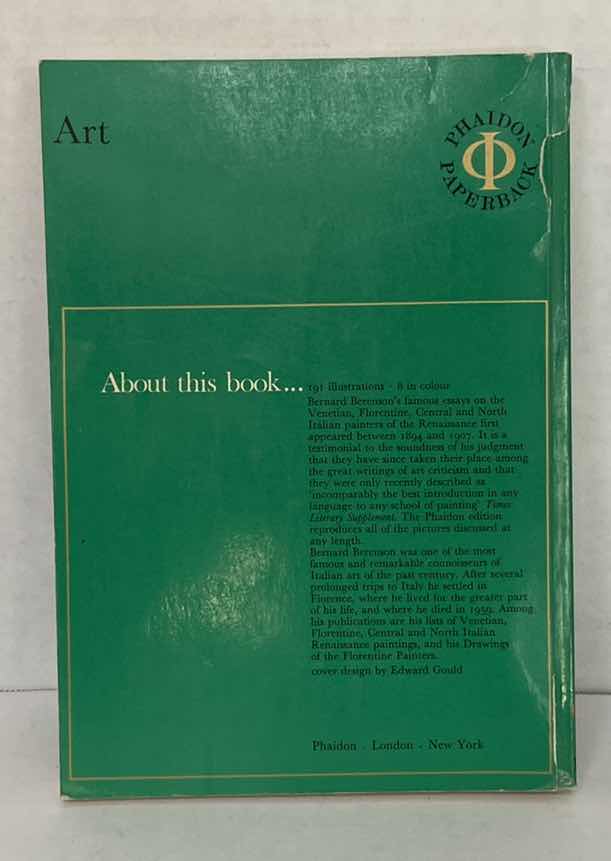 Art
PHAIDON
Φ
PAPERBACK
About this book...
191 illustrations - 8 in colour
Bernard Berenson's famous essays on the
Venetian, Florentine, Central and North
Italian painters of the Renaissance first
appeared between 1894 and 1907. It is a
testimonial to the soundness of his judgment
that they have since taken their place among
the great writings of art criticism and that
they were only recently described as
'incomparably the best introduction in any
language to any school of painting' Times
Literary Supplement. The Phaidon edition
reproduces all of the pictures discussed at
any length.
Bernard Berenson was one of the most
famous and remarkable connoisseurs of
Italian art of the past century. After several
prolonged trips to Italy he settled in
Florence, where he lived for the greater part
of his life, and where he died in 1959. Among
his publications are his lists of Venetian,
Florentine, Central and North Italian
Renaissance paintings, and his Drawings
of the Florentine Painters.
cover design by Edward Gould
Phaidon . London . New York